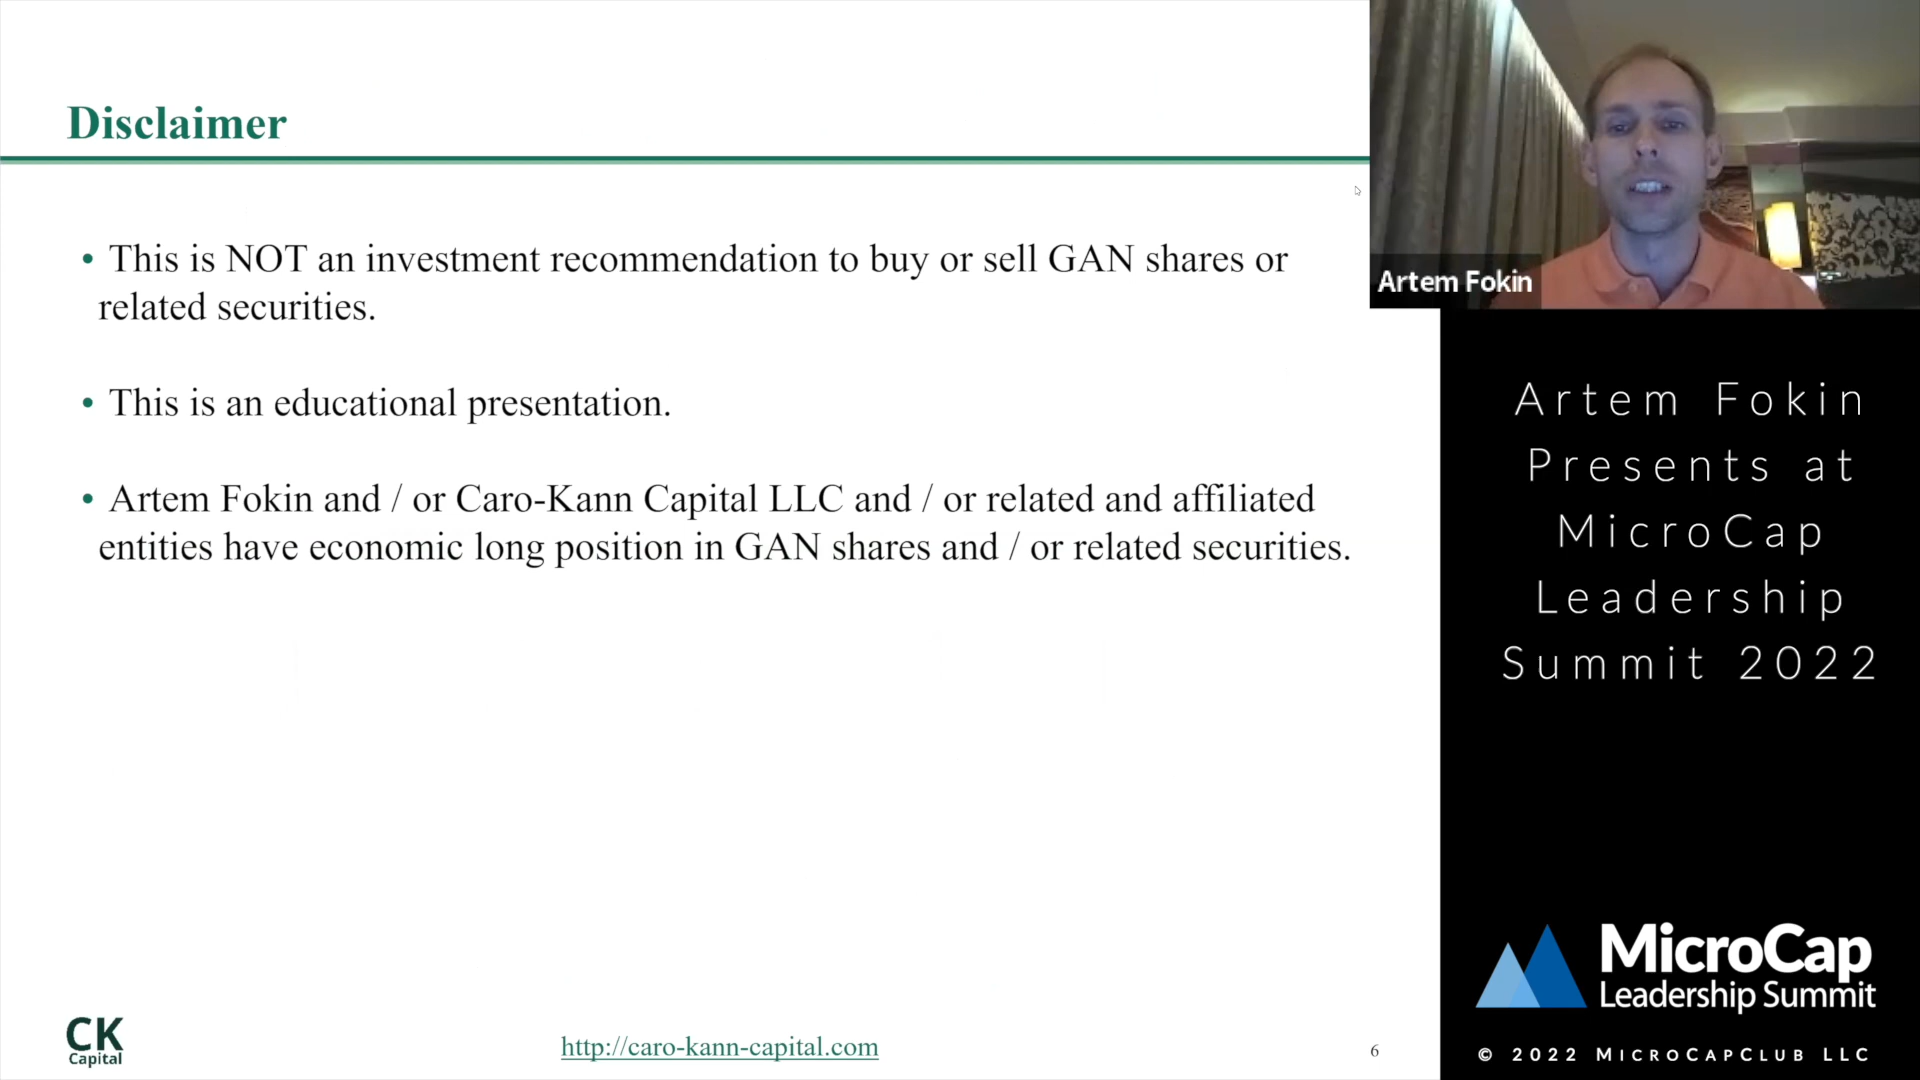 Disclaimer
• This is NOT an investment recommendation to buy or sell GAN shares or
related securities.
• This is an educational presentation.
• Artem Fokin and / or Caro-Kann Capital LLC and / or related and affiliated
entities have economic long position in GAN shares and / or related securities.
CK
Capital
http://caro-kann-capital.com
6
Artem Fokin
Artem Fokin
Presents at
MicroCap
Leadership
Summit 2022
MicroCap
Leadership Summit
© 2022 MICROCAPCLUB LLC